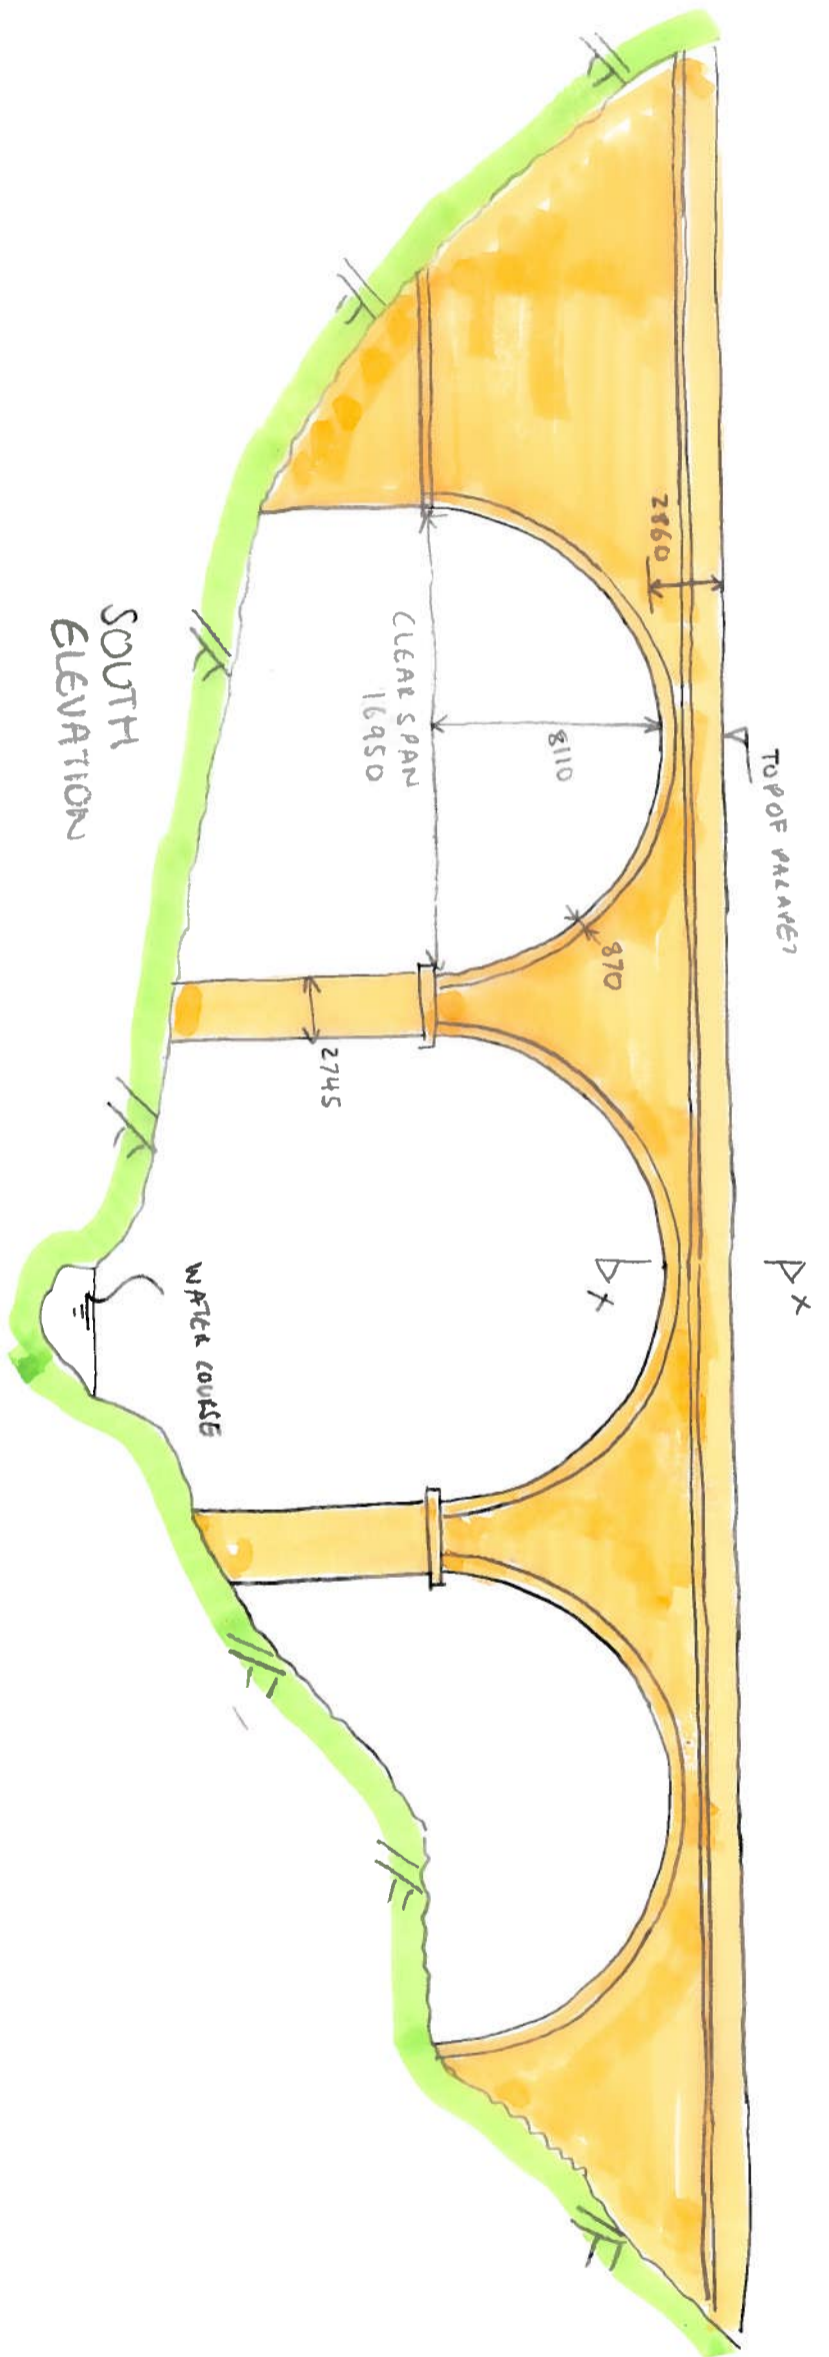 TOP OF PARAPET
X
2860
870
8110
X
CLEAR SPAN
16950
2745
WATER COURSE
SOUTH
ELEVATION